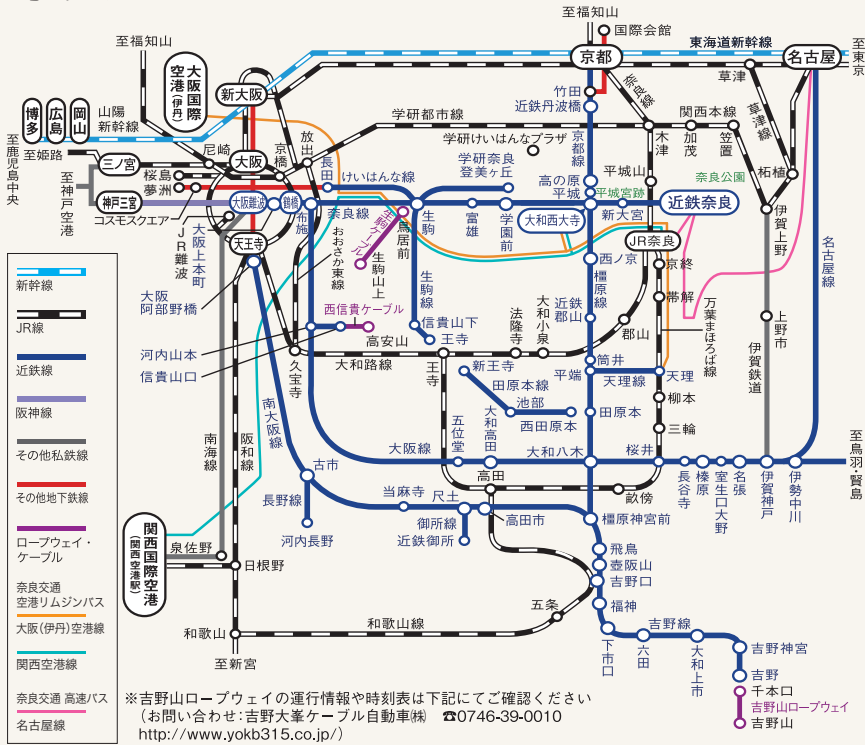 至福知山
国際会館
京都
東海道新幹線
名古屋
至東京
至福知山
大阪国際空港(伊丹)
新大阪
博多
広島
岡山
山陽新幹線
至鹿児島中央
至姫路
三ノ宮
尼崎
大阪
京橋
放出
長田
学研都市線
竹田
近鉄丹波橋
奈良線
草津
草津線
関西本線
木津
加茂
笠置
柘植
至神戸空港
神戸三宮
桜島
夢洲
コスモスクエア
大阪難波
鶴橋
布施
けいはんな線
学研けいはんなプラザ
学研奈良登美ヶ丘
京都線
高の原
平城
平城山
平城宮跡
奈良公園
奈良線
生駒
富雄
学園前
大和西大寺
新大宮
近鉄奈良
JR奈良
伊賀上野
名古屋線
JR難波
大阪上本町
天王寺
おおさか東線
生駒ケーブル
鳥居前
生駒山上
生駒線
西ノ京
橿原線
京終
帯解
万葉まほろば線
大阪阿部野橋
西信貴ケーブル
高安山
信貴山下
王寺
法隆寺
大和小泉
近鉄郡山
郡山
上野市
伊賀鉄道
河内山本
信貴山口
久宝寺
大和路線
王寺
新王寺
田原本線
池部
西田原本
筒井
平端
天理線
天理
柳本
田原本
三輪
南大阪線
南海線
阪和線
大阪線
五位堂
大和高田
大和八木
桜井
長谷寺
榛原
室生口大野
名張
伊賀神戸
伊勢中川
至鳥羽・賢島
古市
長野線
河内長野
当麻寺
尺土
高田
高田市
御所線
近鉄御所
畝傍
橿原神宮前
関西国際空港(関西空港駅)
泉佐野
日根野
和歌山
至新宮
和歌山線
五条
飛鳥
壺阪山
吉野口
福神
下市口
六田
大和上市
吉野線
吉野神宮
吉野
千本口
吉野山ロープウェイ
吉野山
新幹線
JR線
近鉄線
阪神線
その他私鉄線
その他地下鉄線
ロープウェイ・
ケーブル
奈良交通
空港リムジンバス
大阪(伊丹)空港線
関西空港線
奈良交通 高速バス
名古屋線
※吉野山ロープウェイの運行情報や時刻表は下記にてご確認ください
(お問い合わせ:吉野大峯ケーブル自動車㈱ ☎0746-39-0010
http://www.yokb315.co.jp/)